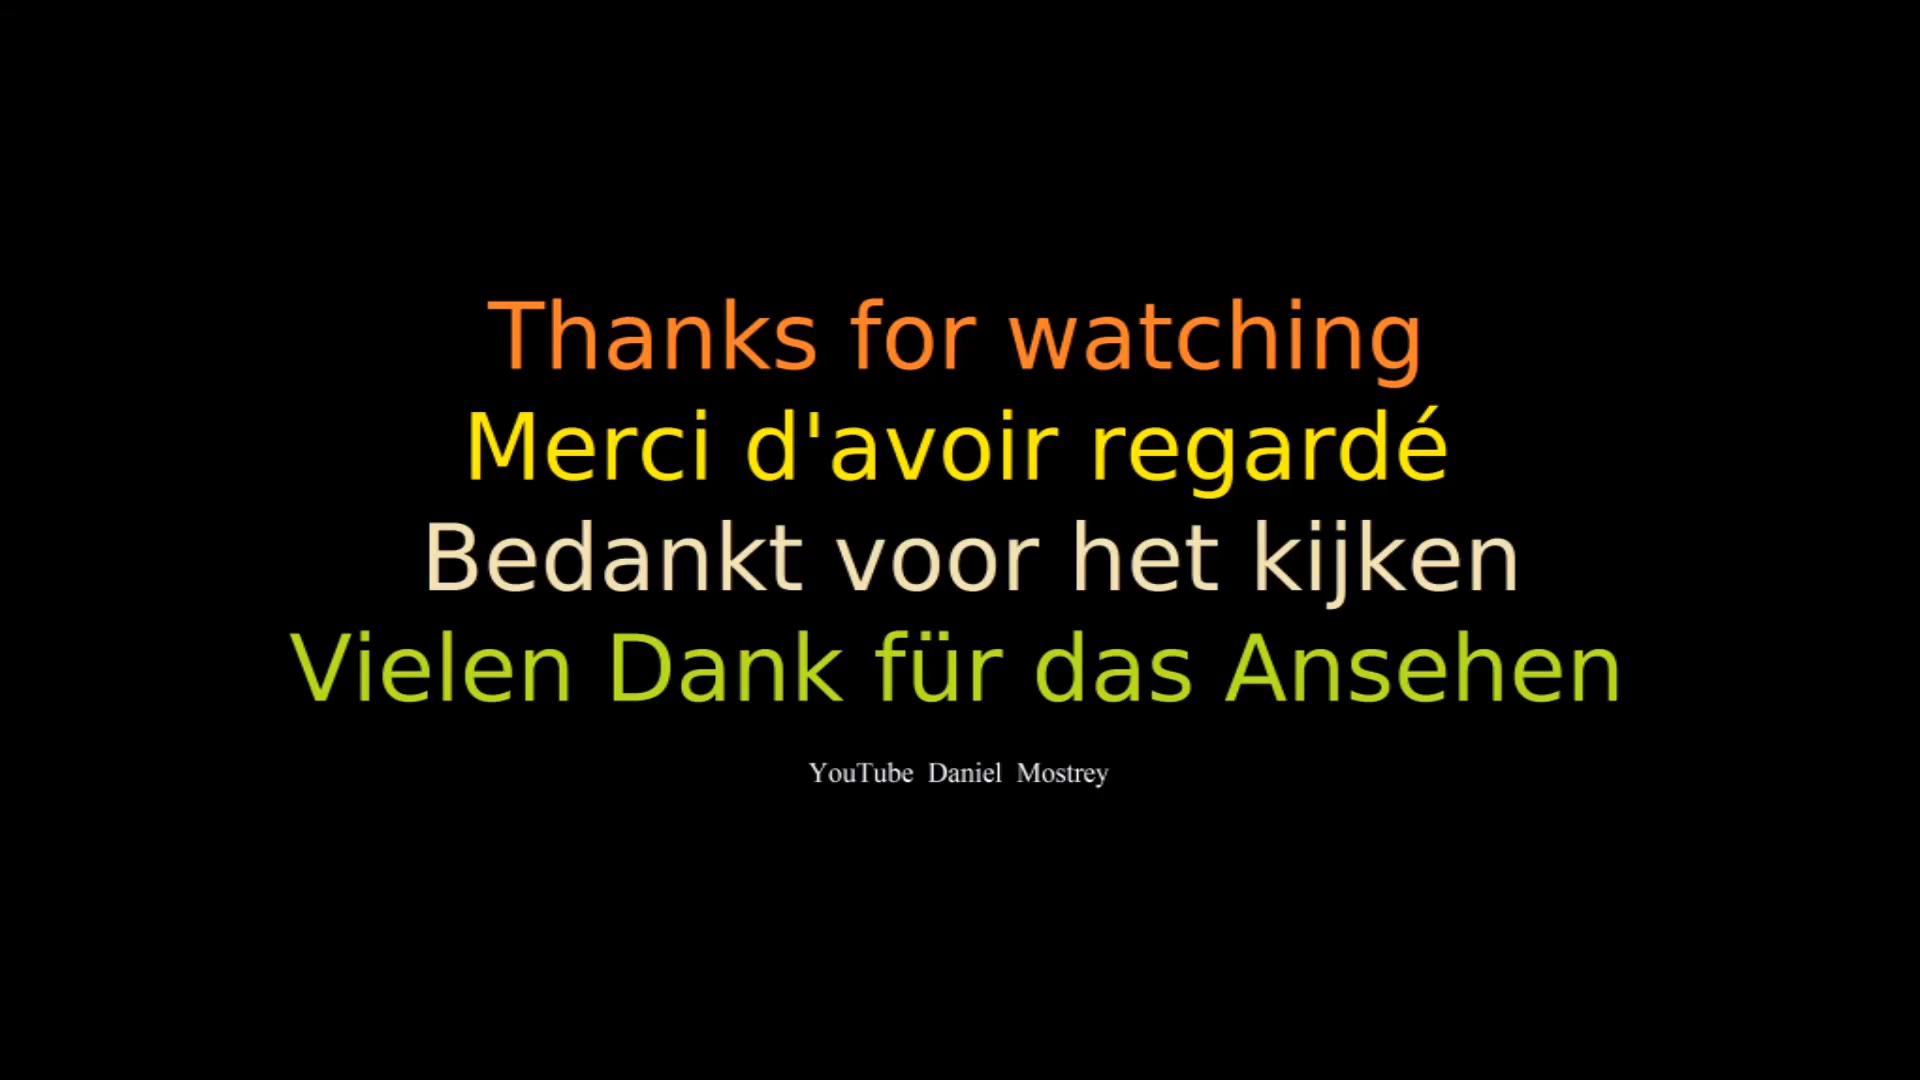 Thanks for watching
Merci d'avoir regardé
Bedankt voor het kijken
Vielen Dank für das Ansehen
YouTube Daniel Mostrey